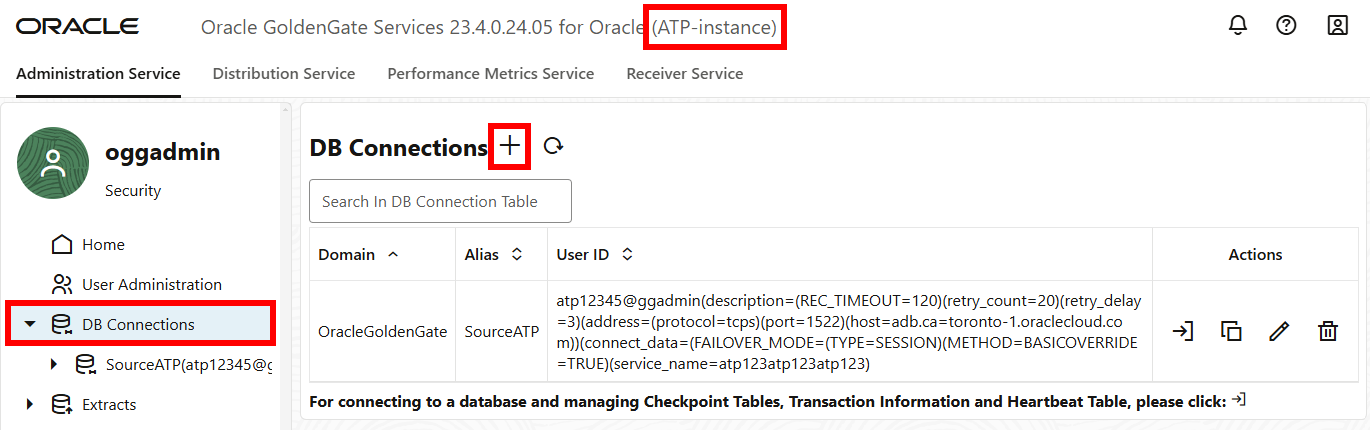 ORACLE
Oracle GoldenGate Services 23.4.0.24.05 for Oracle (ATP-instance)
Administration Service
Distribution Service
Performance Metrics Service
Receiver Service
oggadmin
Security
Home
User Administration
DB Connections
SourceATP(atp12345@g
Extracts
DB Connections
Search In DB Connection Table
Domain
Alias
User ID
Actions
OracleGoldenGate
SourceATP
atp12345@ggadmin(description=(REC_TIMEOUT=120)(retry_count=20)(retry_delay
=3)(address=(protocol=tcps)(port=1522)(host=adb.ca=toronto-1.oraclecloud.co
m))(connect_data=(FAILOVER_MODE=(TYPE=SESSION)(METHOD=BASICOVERRIDE
=TRUE)(service_name=atp123atp123atp123)
For connecting to a database and managing Checkpoint Tables, Transaction Information and Heartbeat Table, please click: